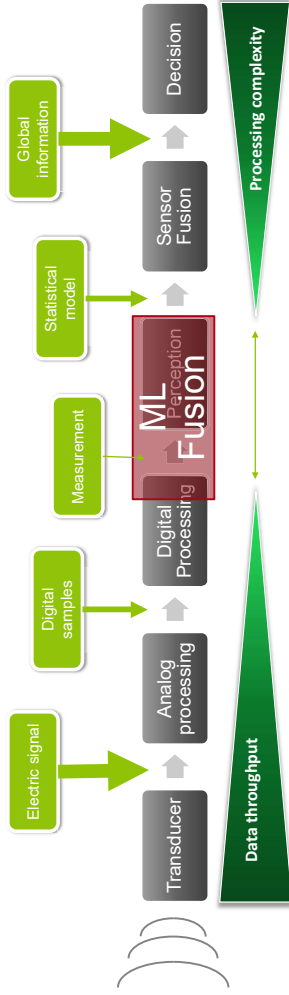 Electric signal
Digital
samples
Measurement
Statistical
model
Global
information
Transducer
Analog
processing
Digital
Processing
Perception
ML
Fusion
Sensor
Fusion
Decision
Data throughput
Processing complexity